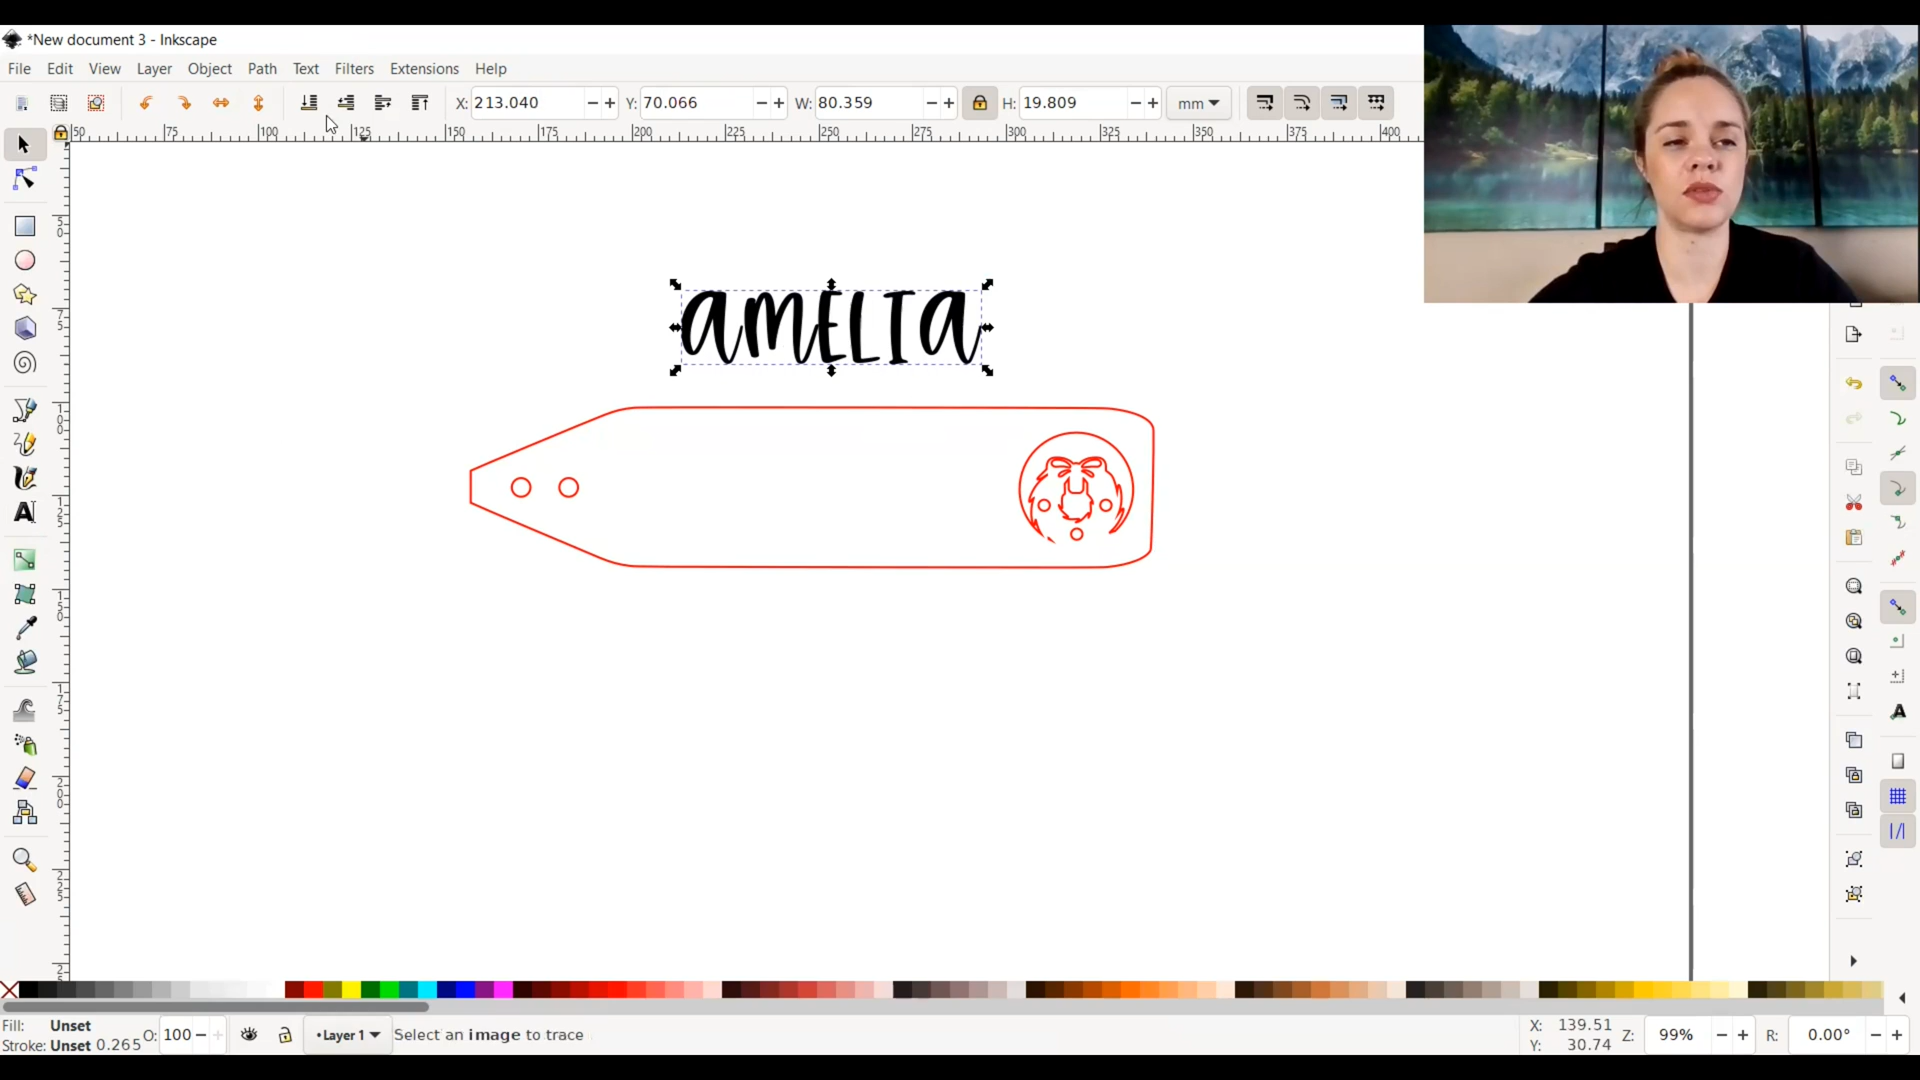 *New document 3 - Inkscape
File Edit View Layer Object Path Text Filters Extensions Help
X: 213.040 − + Y: 70.066 − + W: 80.359 − + H: 19.809 − + mm
50 75 100 125 150 175 200 225 250 275 300 325 350 375 400
AMELIA
Fill: Unset
Stroke: Unset 0.265
O: 100 − +
•Layer 1
Select an image to trace
X: 139.51
Y: 30.74
Z: 99% − +
R: 0.00° − +